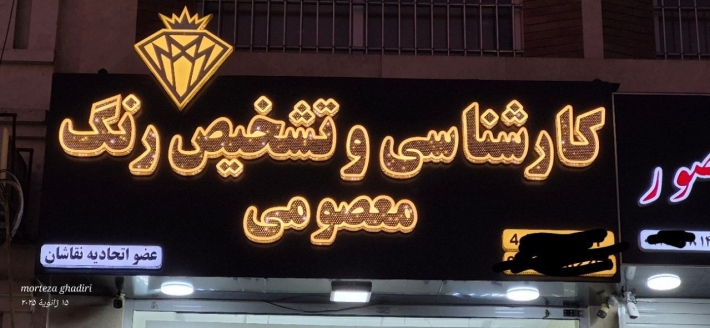 کارشناسی و تشخیص رنگ
معصومی
عضو اتحادیه نقاشان
morteza ghadiri
۱۵ ژانویهٔ ۲۰۲۵